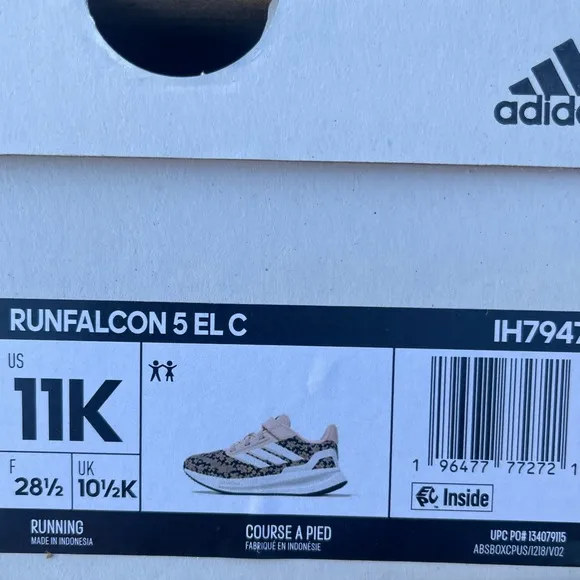 adidas
RUNFALCON 5 EL C
IH7947
US
11K
F
28½
UK
10½K
1 96477 77272 1
Inside
RUNNING
MADE IN INDONESIA
COURSE A PIED
FABRIQUÉ EN INDONÉSIE
UPC PO# 134079115
ABSBOXCPUS/1218/V02